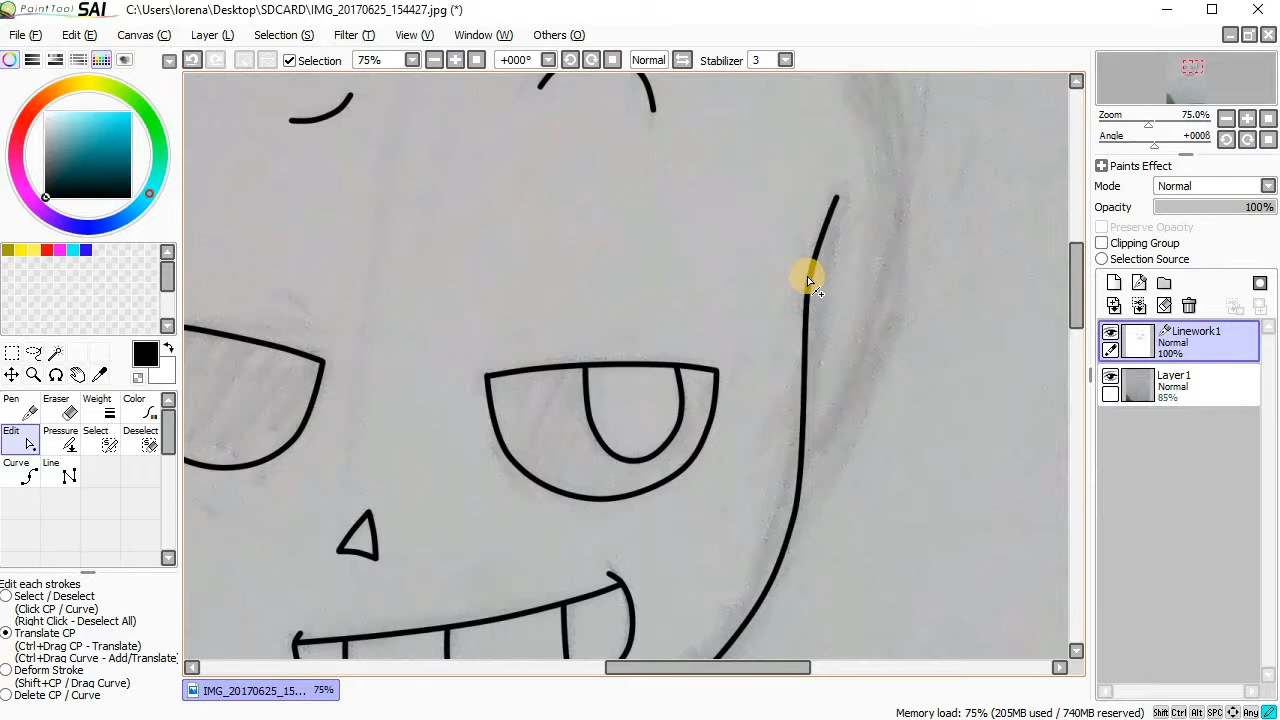 PaintTool SAI C:\Users\lorena\Desktop\SDCARD\IMG_20170625_154427.jpg (*)
File (F) Edit (E) Canvas (C) Layer (L) Selection (S) Filter (T) View (V) Window (W) Others (O)
Selection 75% +000° Normal Stabilizer 3
Zoom 75.0%
Angle +000ß
Paints Effect
Mode Normal
Opacity 100%
Preserve Opacity
Clipping Group
Selection Source
Linework1
Normal
100%
Layer1
Normal
85%
Pen Eraser Weight Color
Edit Pressure Select Deselect
Curve Line
Edit each strokes
Select / Deselect
(Click CP / Curve)
(Right Click - Deselect All)
Translate CP
(Ctrl+Drag CP - Translate)
(Ctrl+Drag Curve - Add/Translate)
Deform Stroke
(Shift+CP / Drag Curve)
Delete CP / Curve
IMG_20170625_15... 75%
Memory load: 75% (205MB used / 740MB reserved) Shift Ctrl Alt SPC Any